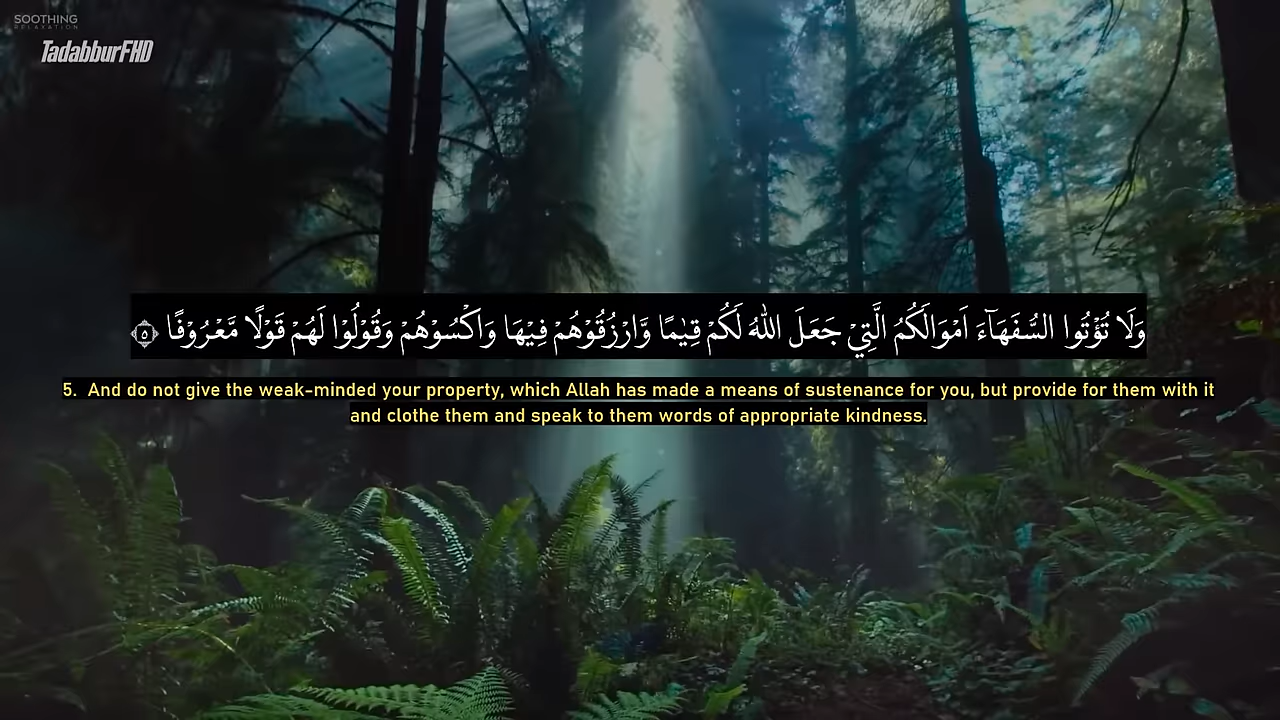 SOOTHING
RELAXATION
TadabburFHD
وَلَا تُؤْتُوا السُّفَهَآءَ اَمْوَالَكُمُ الَّتِيْ جَعَلَ اللّٰهُ لَكُمْ قِيٰمًا وَّارْزُقُوْهُمْ فِيْهَا وَاكْسُوْهُمْ وَقُوْلُوْا لَهُمْ قَوْلًا مَّعْرُوْفًا ۝٥
5. And do not give the weak-minded your property, which Allah has made a means of sustenance for you, but provide for them with it
and clothe them and speak to them words of appropriate kindness.